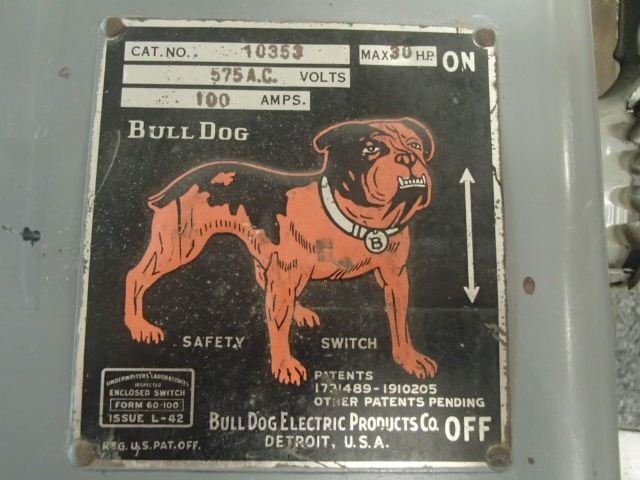 CAT. NO. 10353 MAX. 30 H.P. ON
575 A.C. VOLTS
100 AMPS.
BULL DOG
B
SAFETY SWITCH
PATENTS
1731489-1910205
OTHER PATENTS PENDING
UNDERWRITERS' LABORATORIES
INSPECTED
ENCLOSED SWITCH
FORM 60-100
ISSUE L-42
BULL DOG ELECTRIC PRODUCTS CO. OFF
DETROIT, U.S.A.
REG. U.S. PAT. OFF.